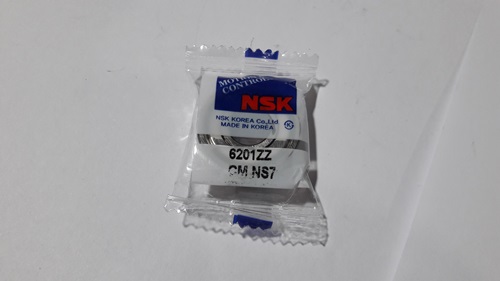 MOTION
CONTROL
NSK
NSK KOREA Co.,Ltd.
MADE IN KOREA
6201ZZ
CM NS7